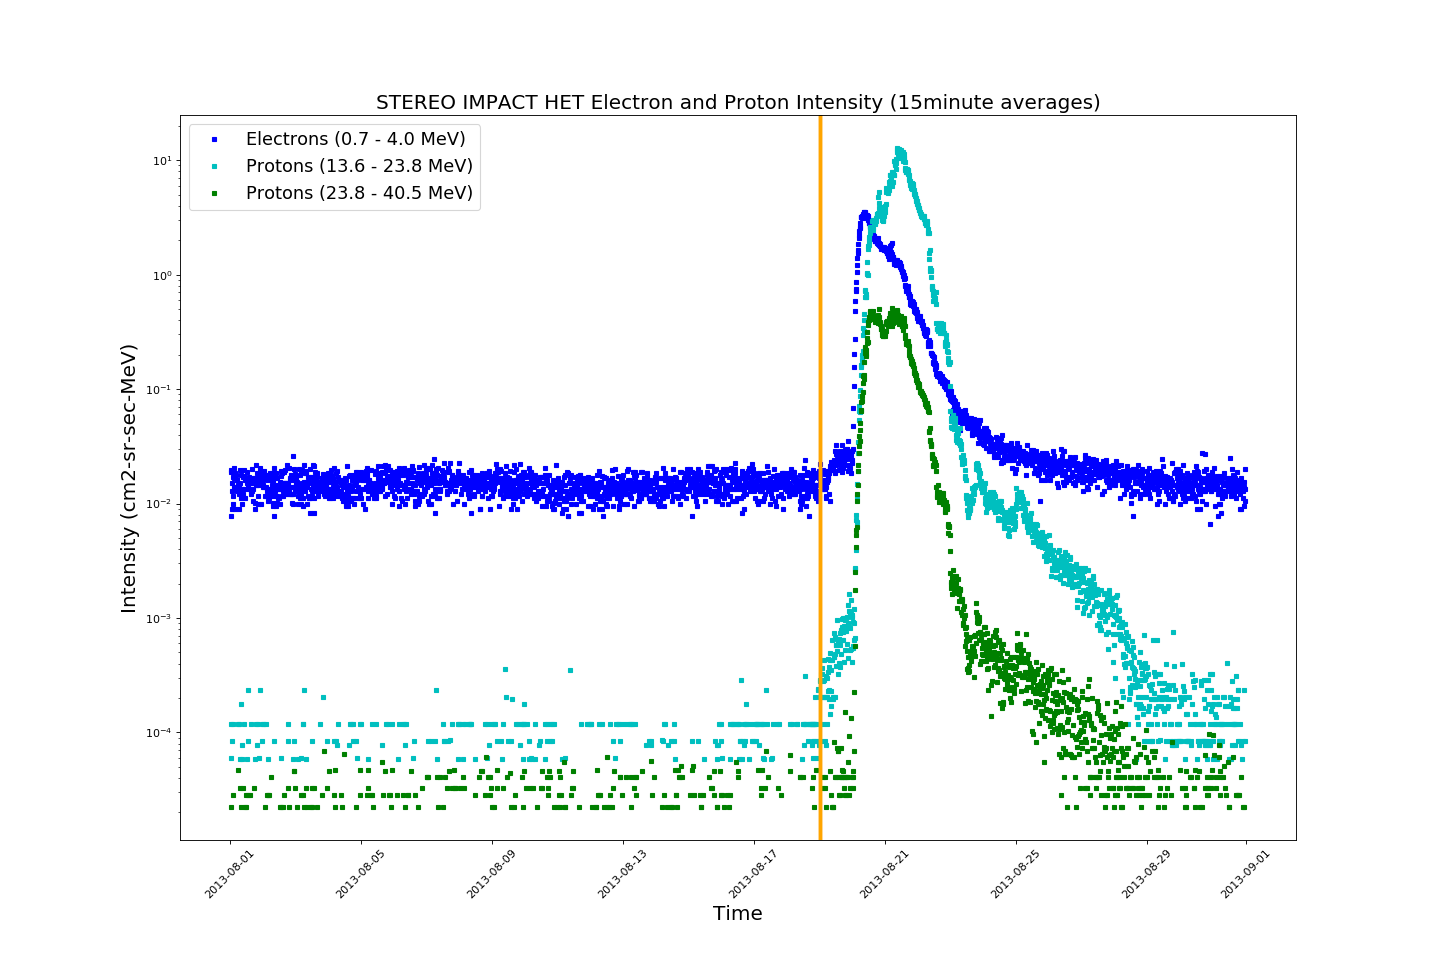 STEREO IMPACT HET Electron and Proton Intensity (15minute averages)
Electrons (0.7 - 4.0 MeV)
Protons (13.6 - 23.8 MeV)
Protons (23.8 - 40.5 MeV)
Intensity (cm2-sr-sec-MeV)
10¹
10⁰
10⁻¹
10⁻²
10⁻³
10⁻⁴
2013-08-01
2013-08-05
2013-08-09
2013-08-13
2013-08-17
2013-08-21
2013-08-25
2013-08-29
2013-09-01
Time